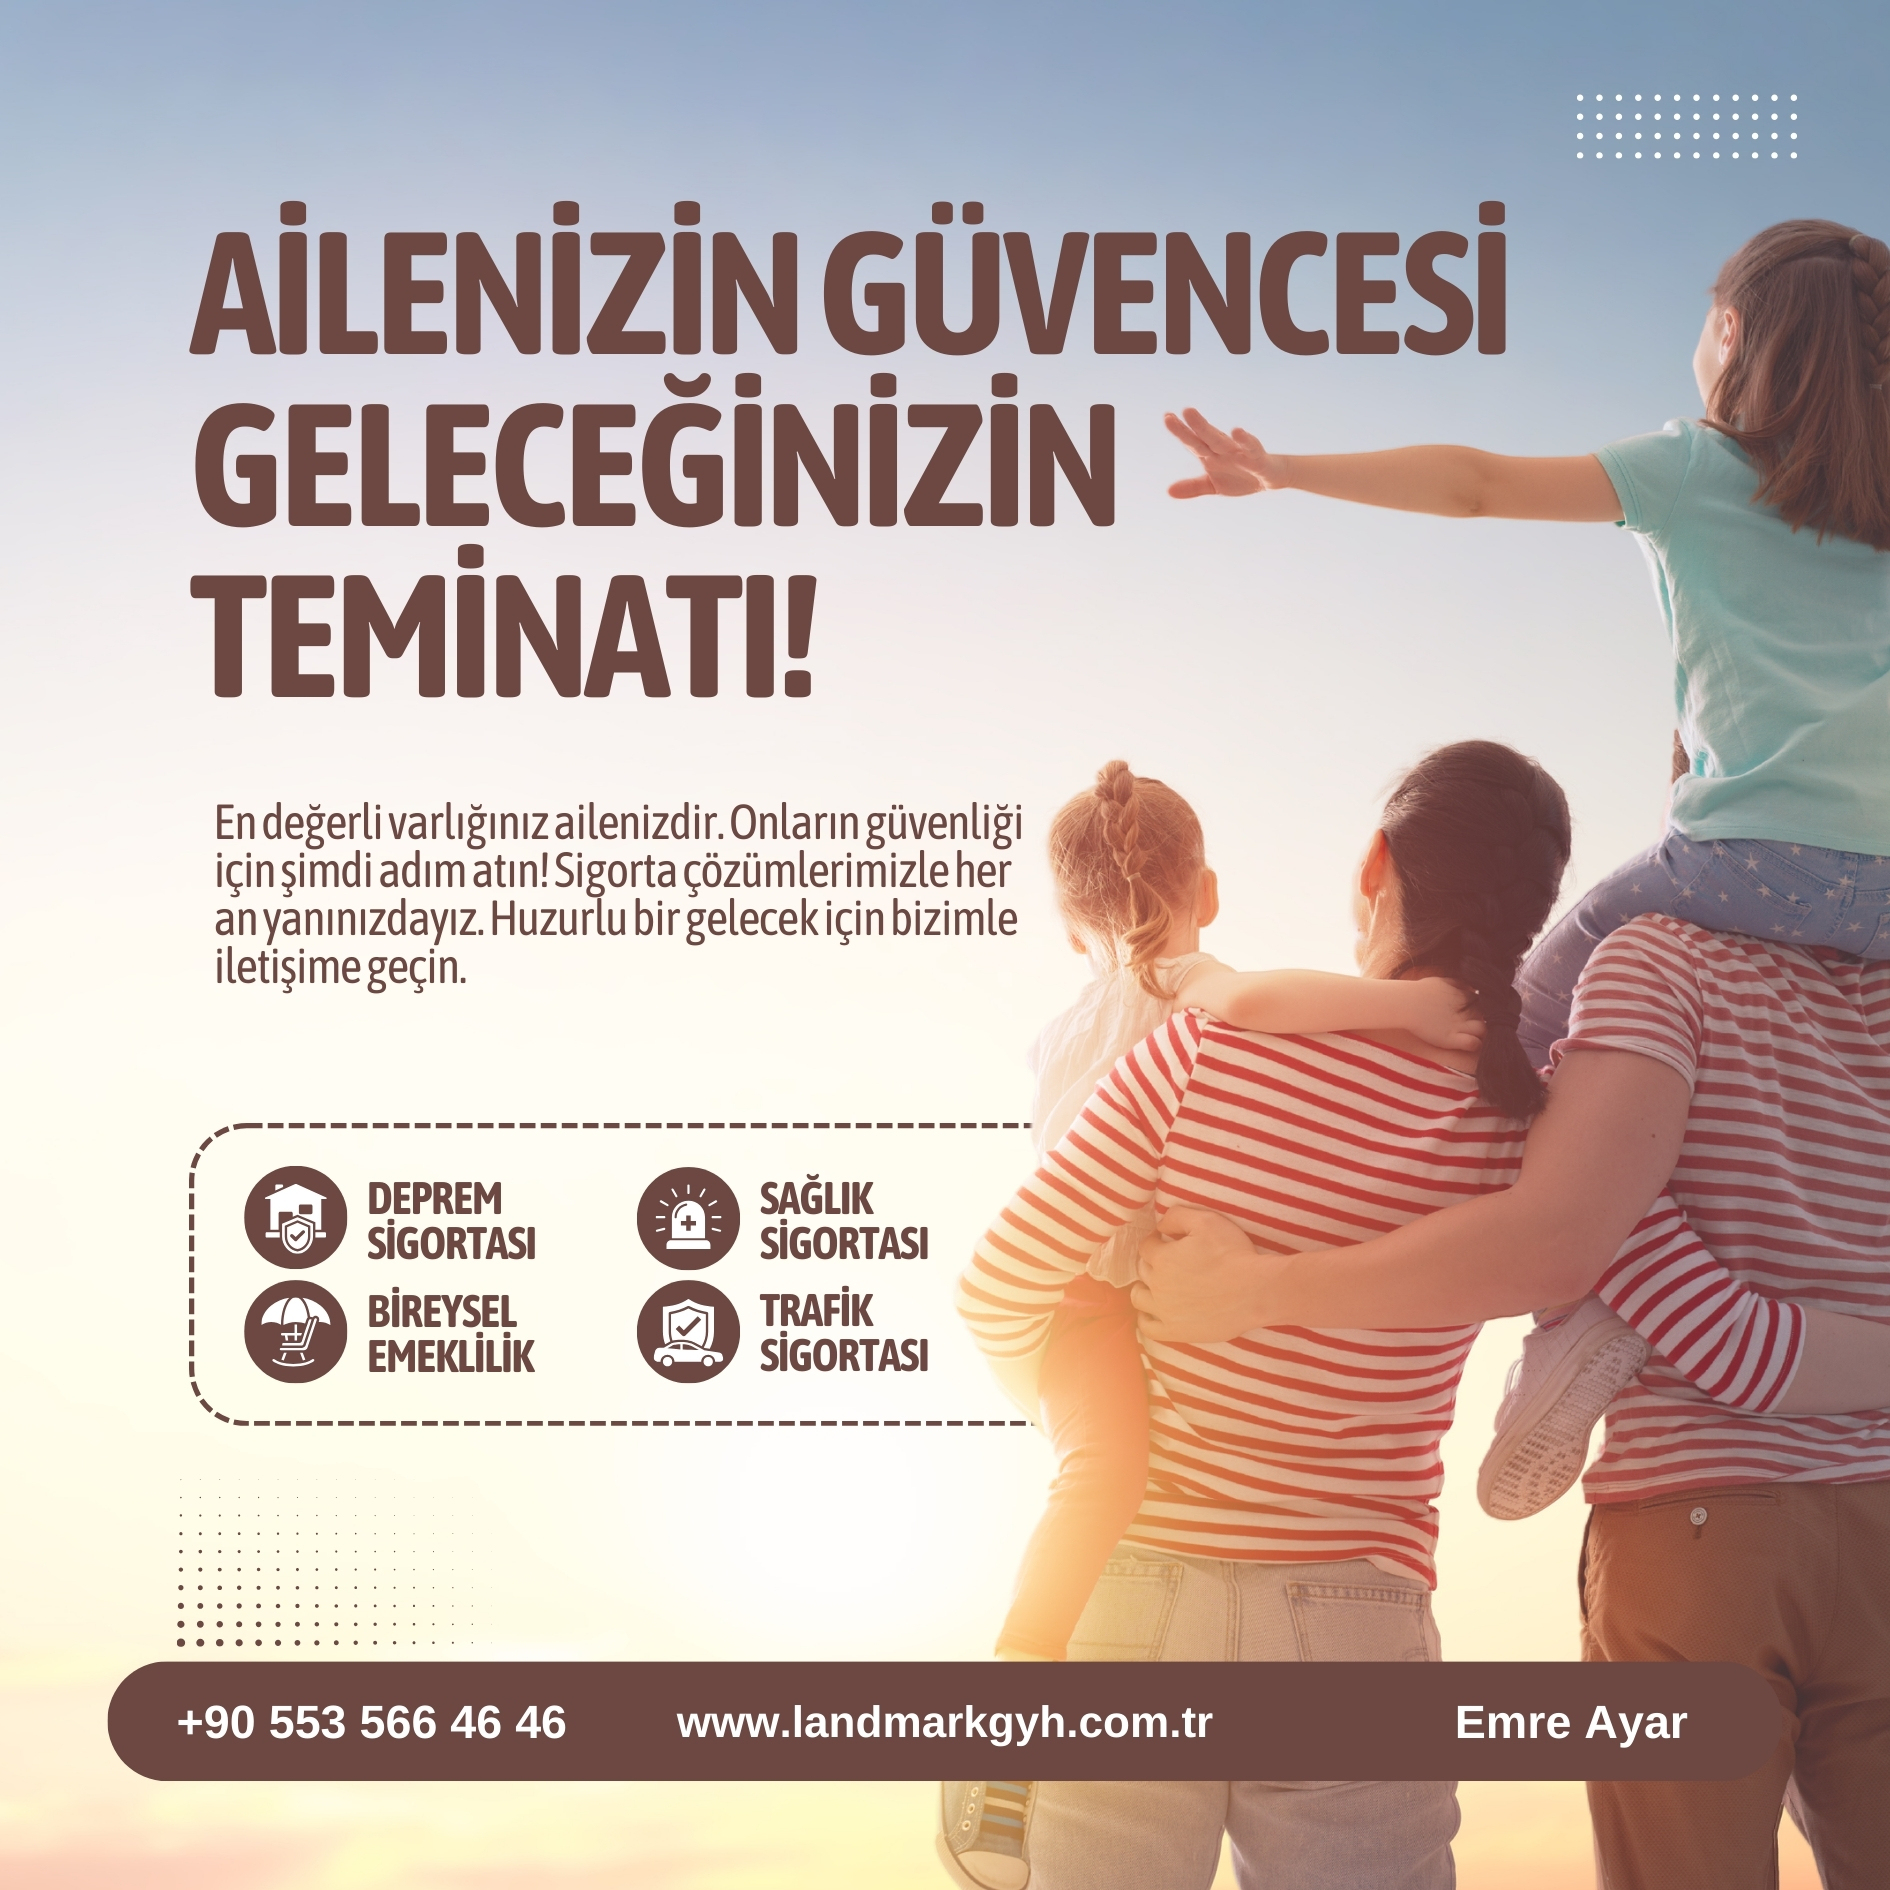 AİLENİZİN GÜVENCESİ
GELECEĞİNİZİN
TEMİNATI!
En değerli varlığınız ailenizdir. Onların güvenliği
için şimdi adım atın! Sigorta çözümlerimizle her
an yanınızdayız. Huzurlu bir gelecek için bizimle
iletişime geçin.
DEPREM
SİGORTASI
SAĞLIK
SİGORTASI
BİREYSEL
EMEKLİLİK
TRAFİK
SİGORTASI
+90 553 566 46 46
www.landmarkgyh.com.tr
Emre Ayar